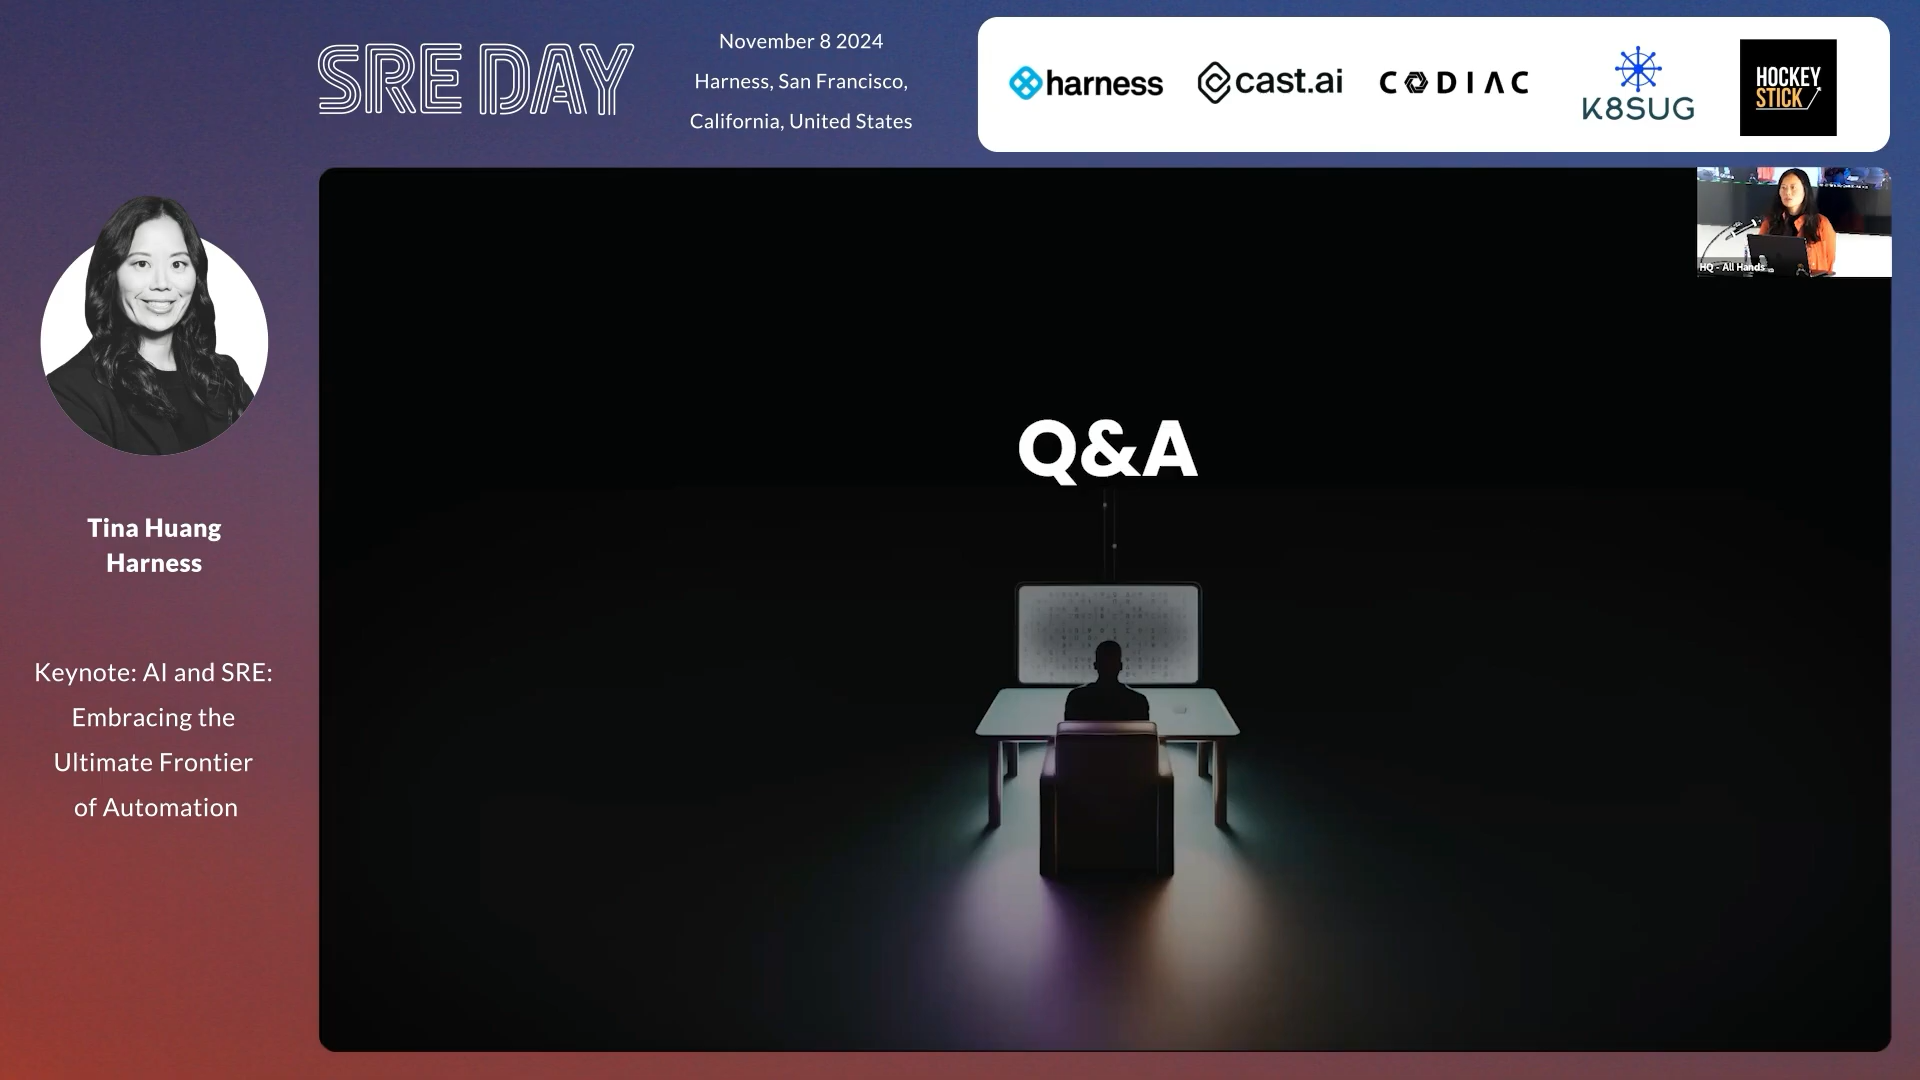 SRE DAY
November 8 2024
Harness, San Francisco,
California, United States
harness
cast.ai
CODIAC
K8SUG
HOCKEY
STICK
HQ - All Hands
Q&A
Tina Huang
Harness
Keynote: AI and SRE:
Embracing the
Ultimate Frontier
of Automation